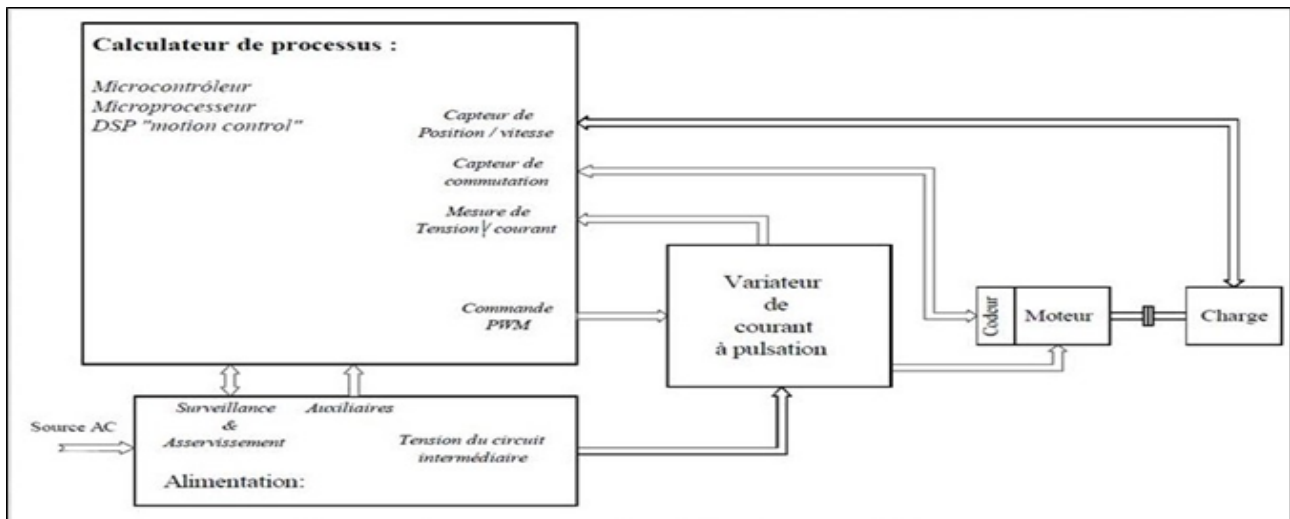 Calculateur de processus :
Microcontrôleur
Microprocesseur
DSP "motion control"
Capteur de
Position / vitesse
Capteur de
commutation
Mesure de
Tension / courant
Commande
PWM
Variateur
de
courant
à pulsation
Codeur
Moteur
Charge
Source AC
Surveillance
&
Asservissement
Auxiliaires
Tension du circuit
intermédiaire
Alimentation: